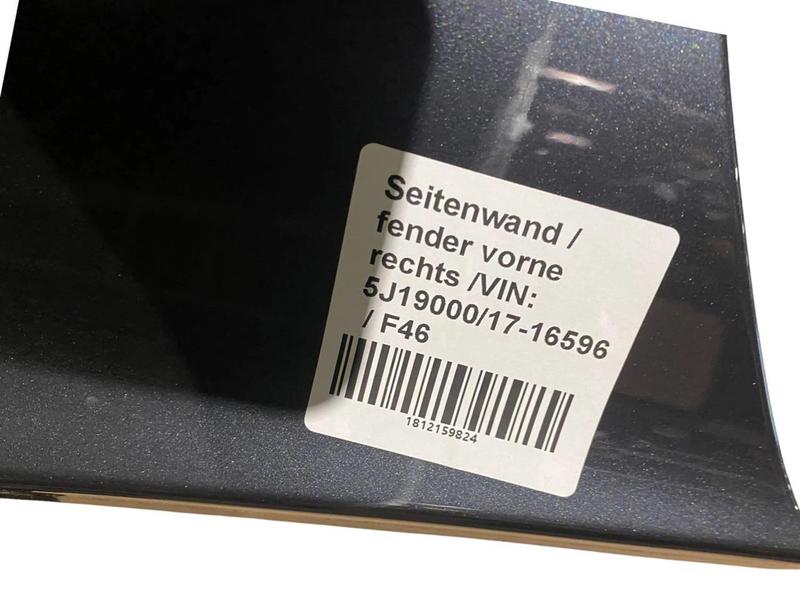 Seitenwand /
fender vorne
rechts /VIN:
5J19000/17-16596
/ F46
1812159824